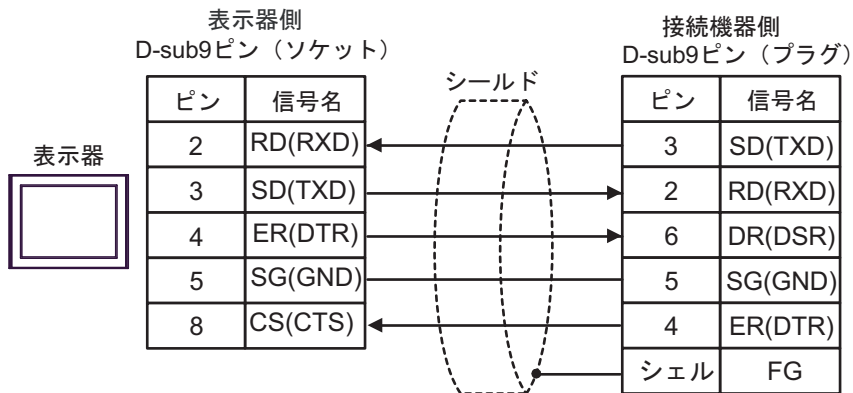 表示器側
D-sub9ピン（ソケット）
接続機器側
D-sub9ピン（プラグ）
シールド
表示器
ピン 信号名
2 RD(RXD)
3 SD(TXD)
4 ER(DTR)
5 SG(GND)
8 CS(CTS)
ピン 信号名
3 SD(TXD)
2 RD(RXD)
6 DR(DSR)
5 SG(GND)
4 ER(DTR)
シェル FG